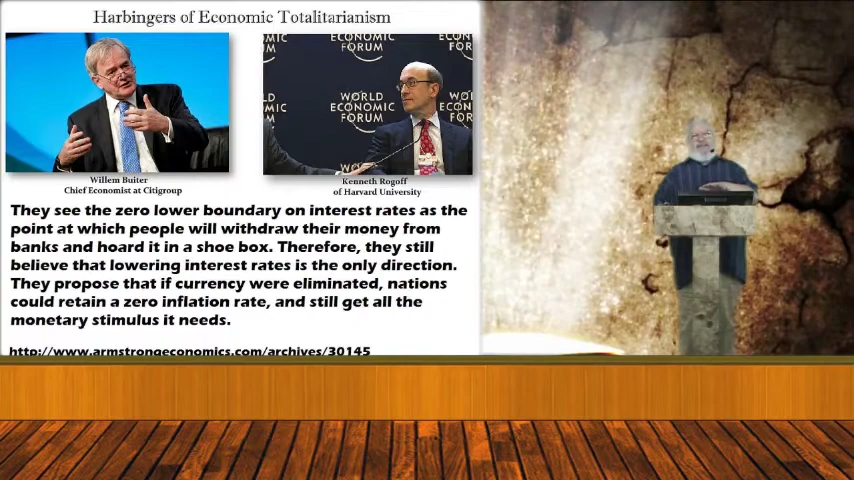 Harbingers of Economic Totalitarianism
ECONOMIC
FORUM
ECONOMIC
FOR
WORLD
ECONOMIC
FORUM
WORLD
ECONOMIC
FORUM
Willem Buiter
Chief Economist at Citigroup
Kenneth Rogoff
of Harvard University
They see the zero lower boundary on interest rates as the
point at which people will withdraw their money from
banks and hoard it in a shoe box. Therefore, they still
believe that lowering interest rates is the only direction.
They propose that if currency were eliminated, nations
could retain a zero inflation rate, and still get all the
monetary stimulus it needs.
http://www.armstrongeconomics.com/archives/30145